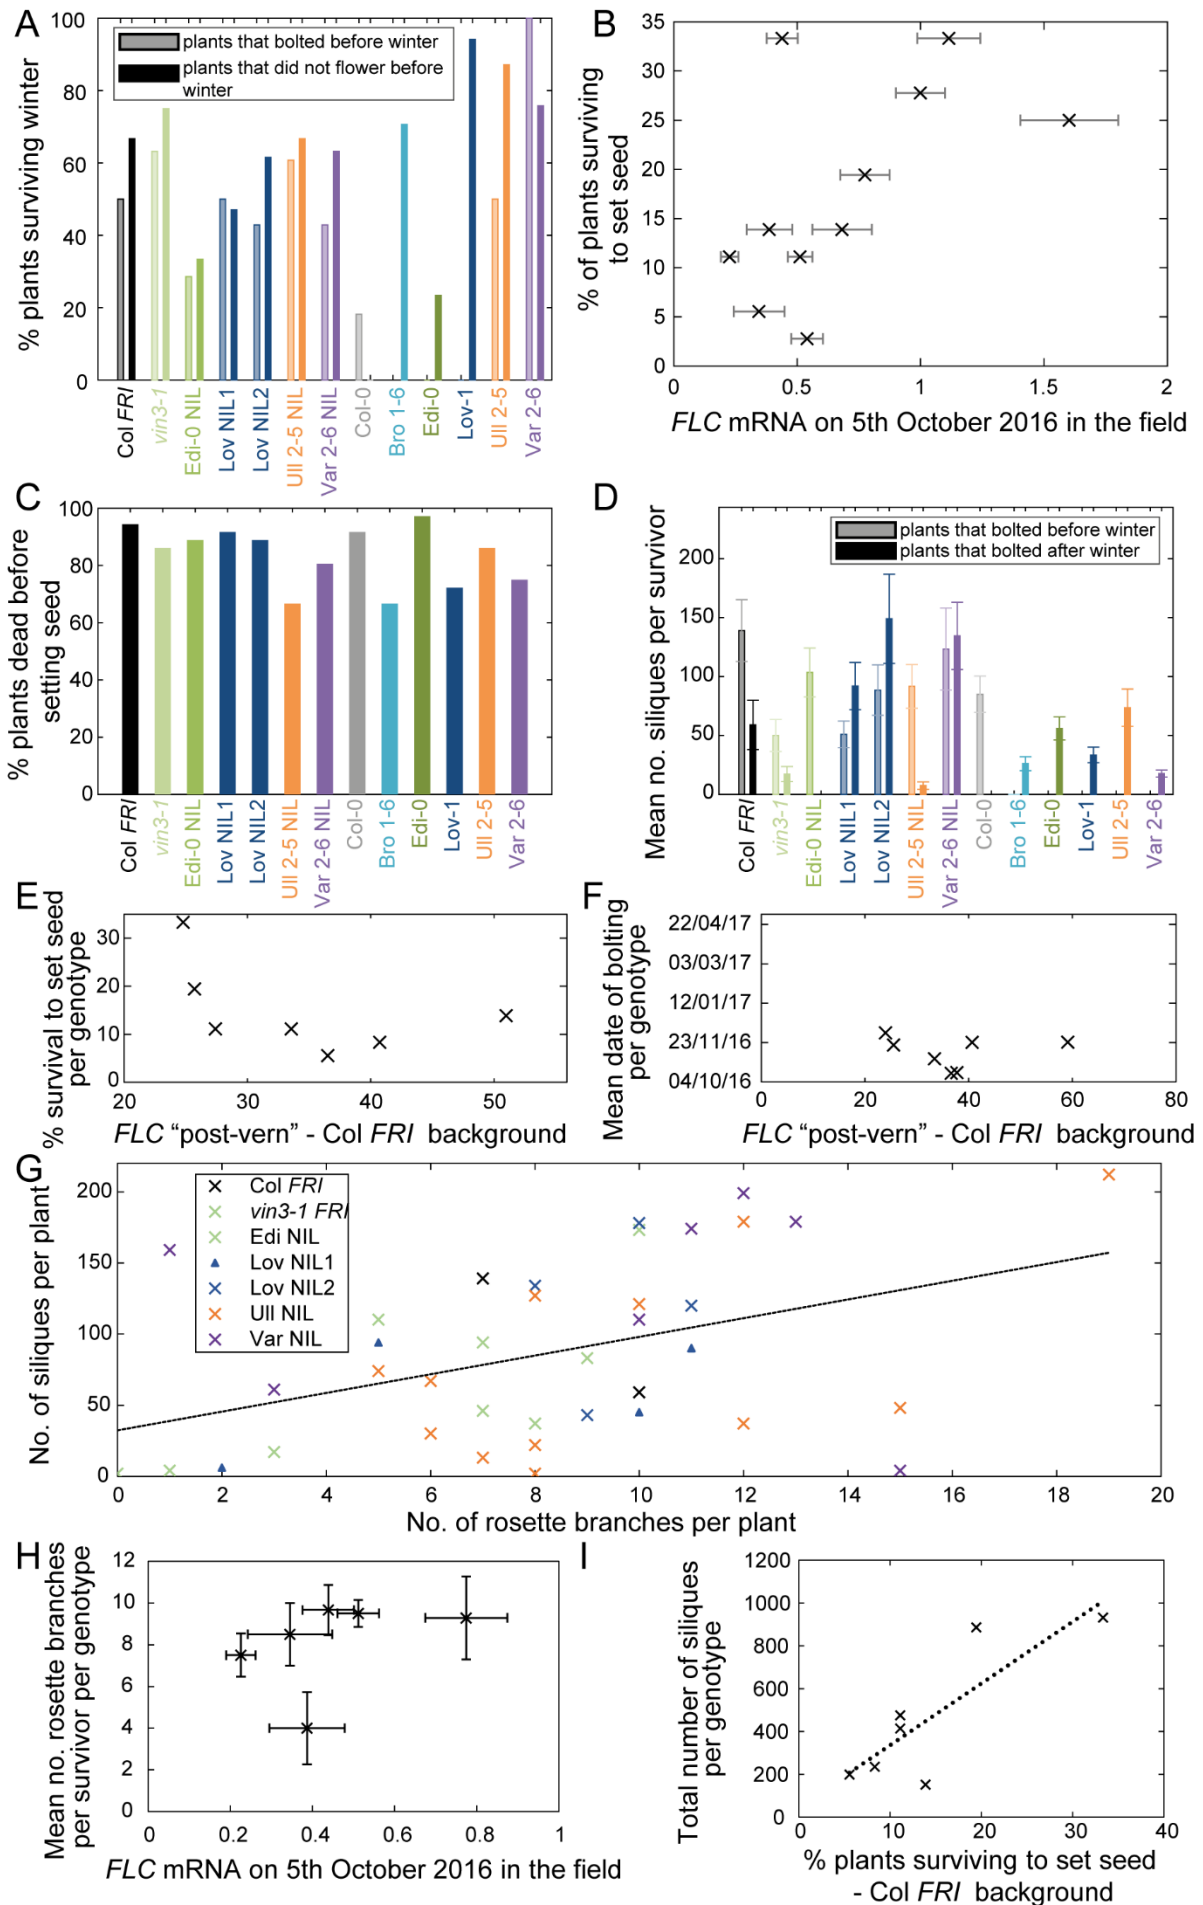 A
% plants surviving winter
100
80
60
40
20
0
plants that bolted before winter
plants that did not flower before
winter
Col FRI
vin3-1
Edi-0 NIL
Lov NIL1
Lov NIL2
Ull 2-5 NIL
Var 2-6 NIL
Col-0
Bro 1-6
Edi-0
Lov-1
Ull 2-5
Var 2-6
B
% of plants surviving
to set seed
35
30
25
20
15
10
5
0
0
0.5
1
1.5
2
FLC mRNA on 5th October 2016 in the field
C
% plants dead before
setting seed
100
80
60
40
20
0
Col FRI
vin3-1
Edi-0 NIL
Lov NIL1
Lov NIL2
Ull 2-5 NIL
Var 2-6 NIL
Col-0
Bro 1-6
Edi-0
Lov-1
Ull 2-5
Var 2-6
D
Mean no. siliques per survivor
200
150
100
50
0
plants that bolted before winter
plants that bolted after winter
Col FRI
vin3-1
Edi-0 NIL
Lov NIL1
Lov NIL2
Ull 2-5 NIL
Var 2-6 NIL
Col-0
Bro 1-6
Edi-0
Lov-1
Ull 2-5
Var 2-6
E
% survival to set seed
per genotype
30
20
10
0
20
30
40
50
FLC “post-vern” - Col FRI background
F
Mean date of bolting
per genotype
22/04/17
03/03/17
12/01/17
23/11/16
04/10/16
0
20
40
60
80
FLC “post-vern” - Col FRI background
G
No. of siliques per plant
200
150
100
50
0
Col FRI
vin3-1 FRI
Edi NIL
Lov NIL1
Lov NIL2
Ull NIL
Var NIL
0
2
4
6
8
10
12
14
16
18
20
No. of rosette branches per plant
H
Mean no. rosette branches
per survivor per genotype
12
10
8
6
4
2
0
0
0.2
0.4
0.6
0.8
1
FLC mRNA on 5th October 2016 in the field
I
Total number of siliques
per genotype
1200
1000
800
600
400
200
0
0
10
20
30
40
% plants surviving to set seed
- Col FRI background